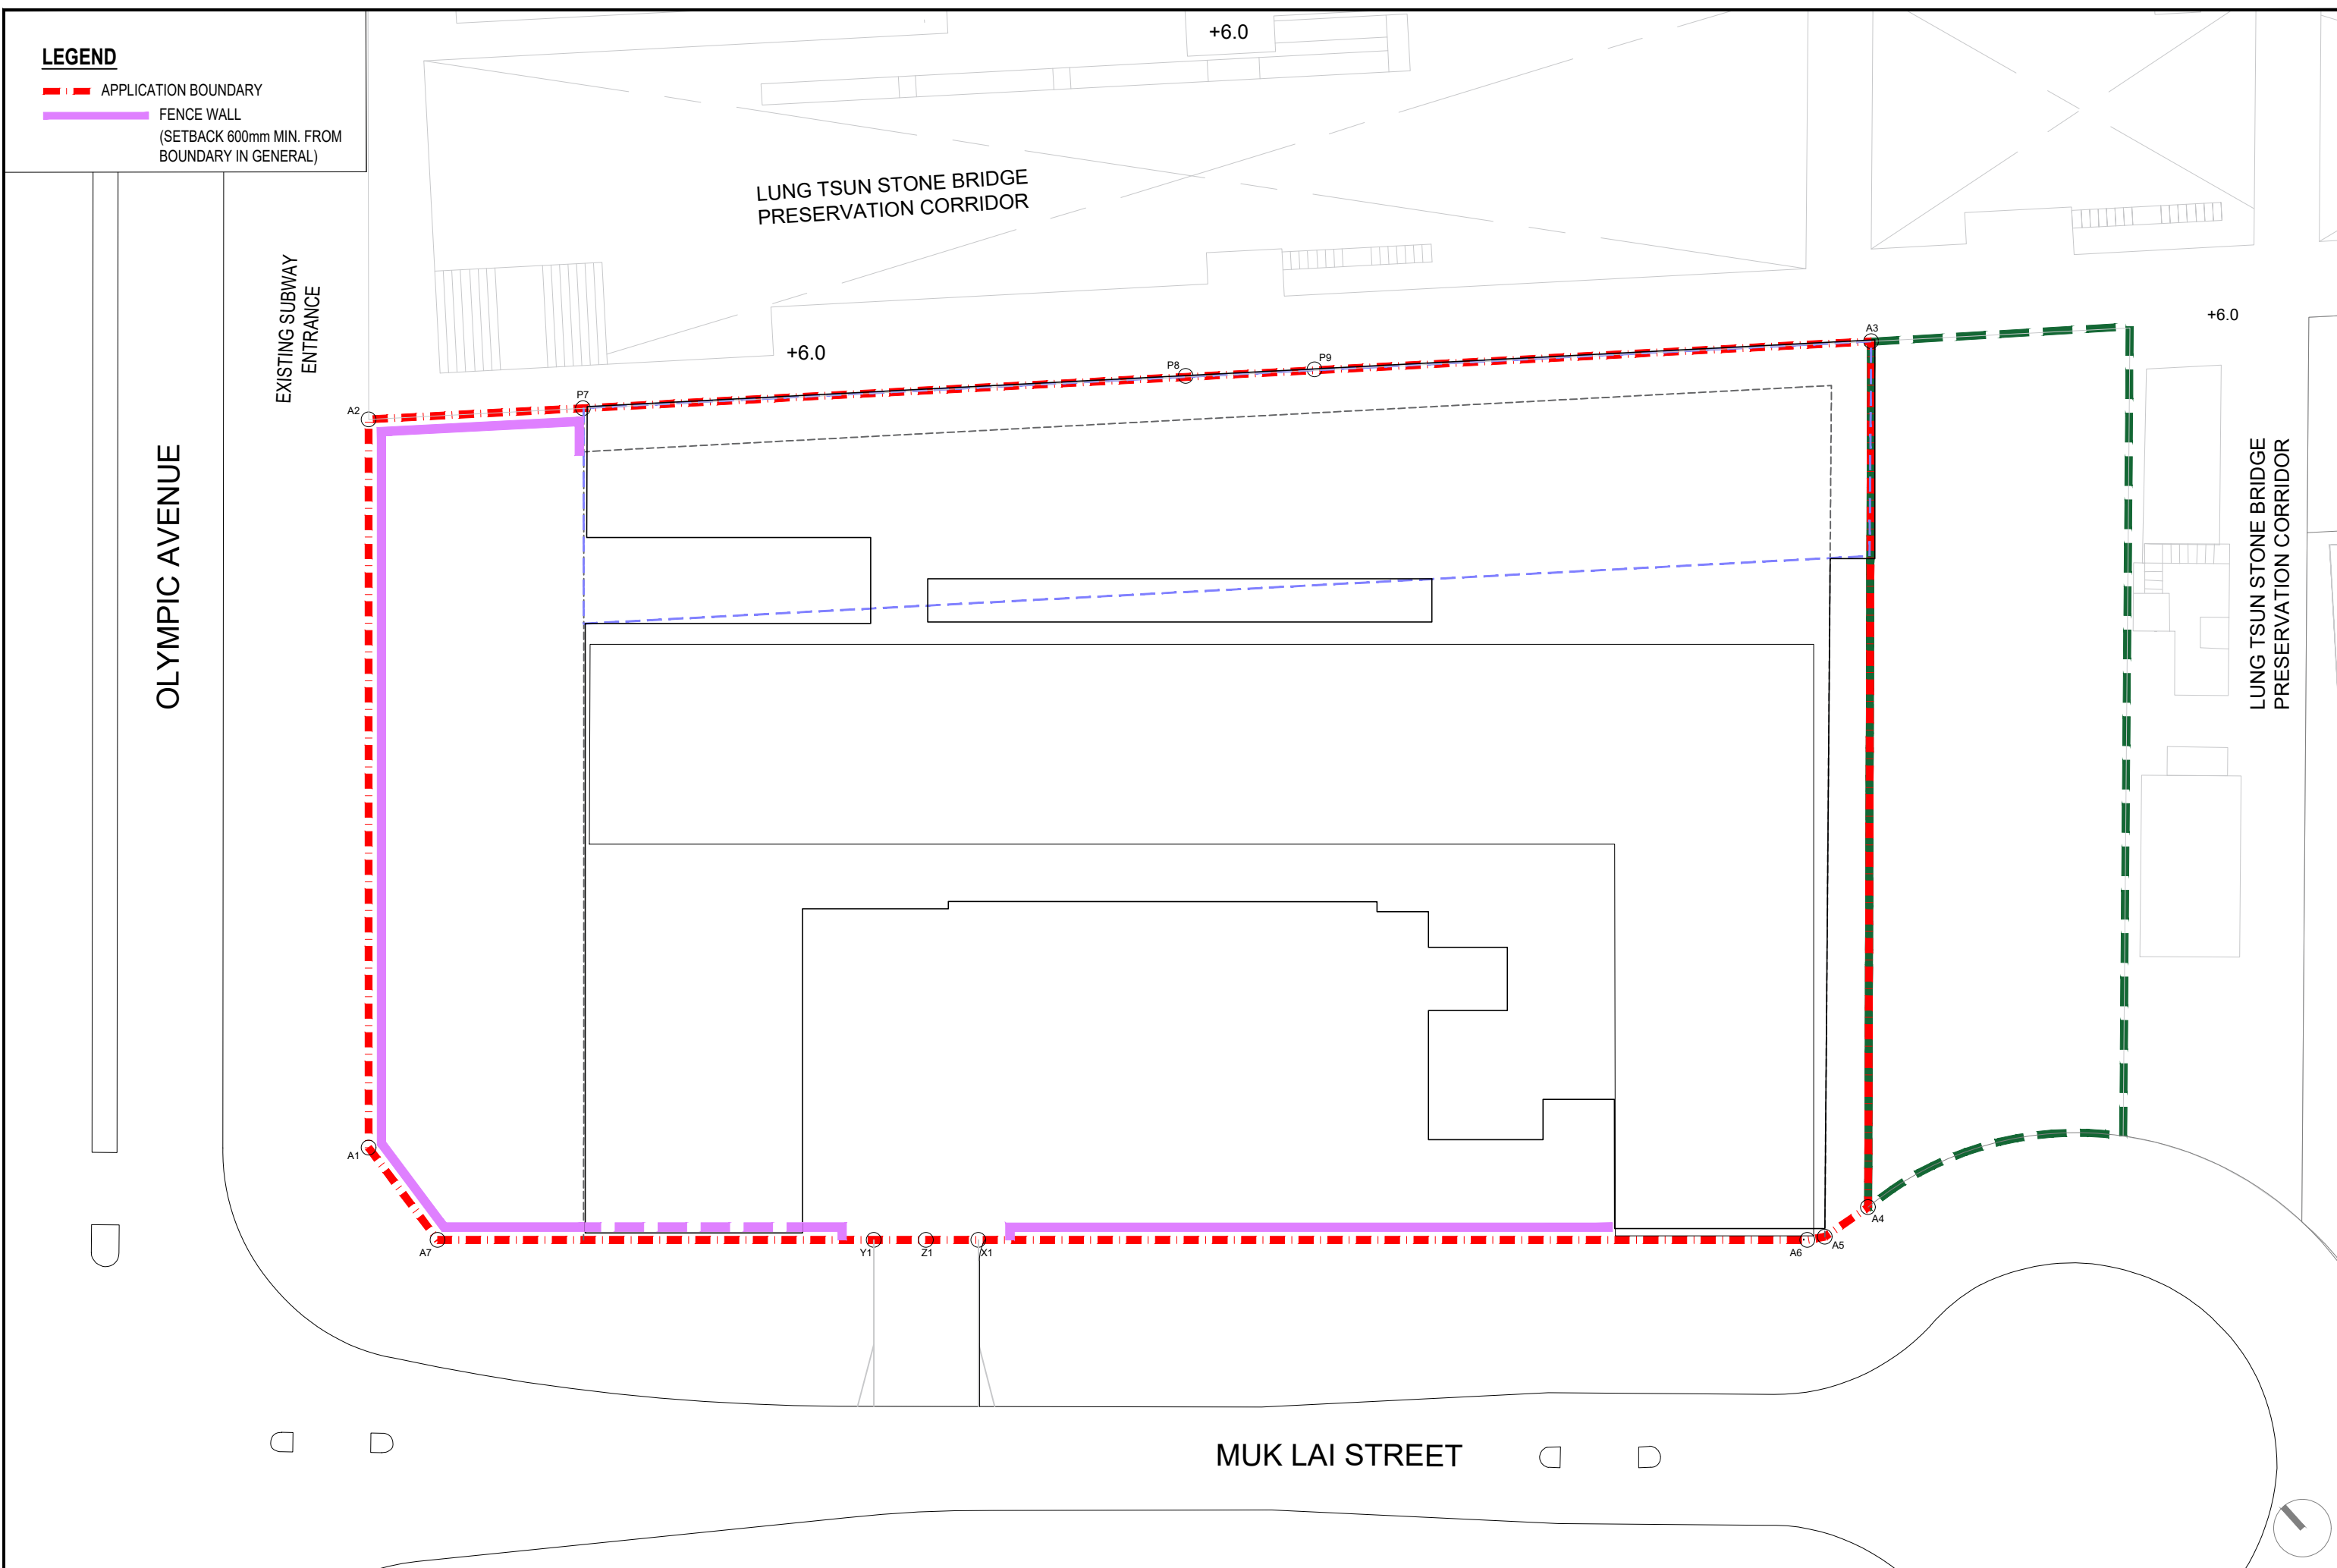 LEGEND
APPLICATION BOUNDARY
FENCE WALL
(SETBACK 600mm MIN. FROM
BOUNDARY IN GENERAL)
+6.0
LUNG TSUN STONE BRIDGE
PRESERVATION CORRIDOR
EXISTING SUBWAY
ENTRANCE
+6.0
+6.0
A3
P9
P8
P7
A2
OLYMPIC AVENUE
LUNG TSUN STONE BRIDGE
PRESERVATION CORRIDOR
A1
A7
Y1
Z1
X1
A6
A5
A4
MUK LAI STREET